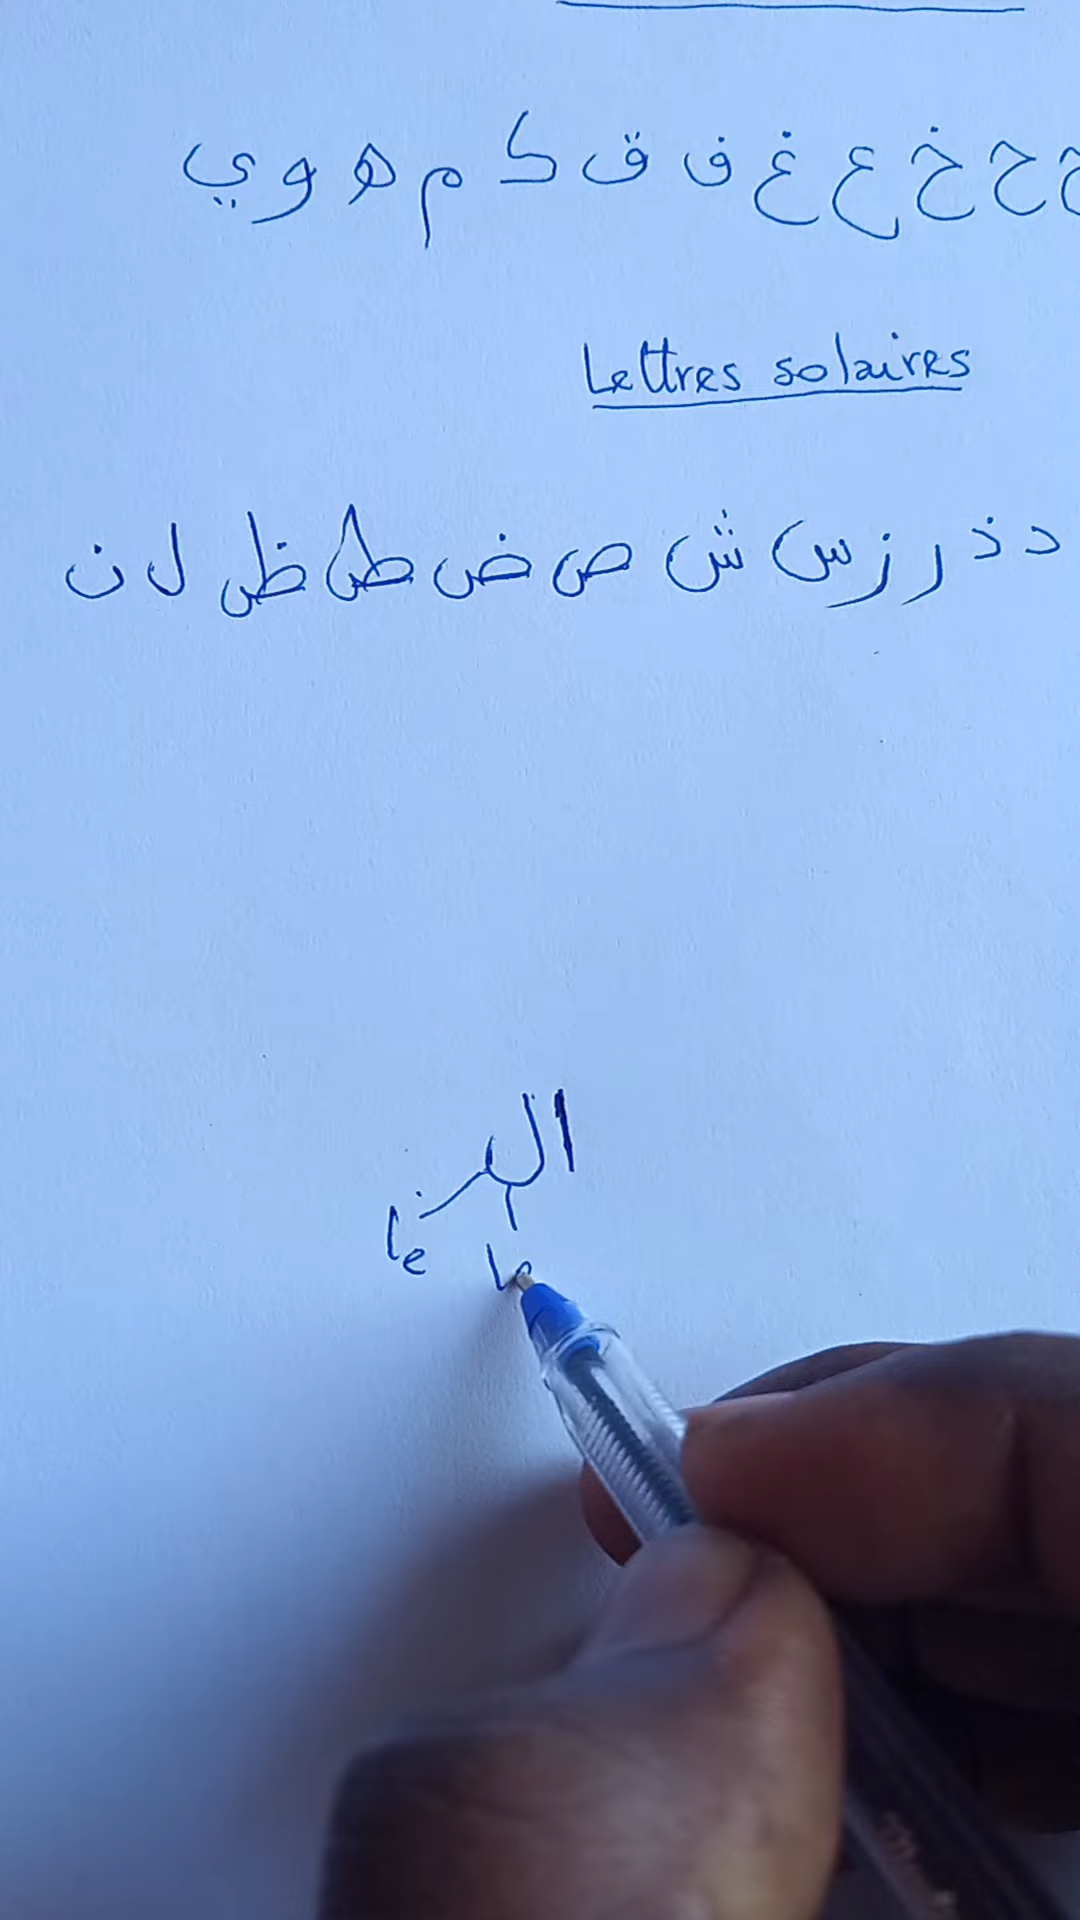 ح خ ع غ ف ق ك م ه و ي
Lettres solaires
د ذ ر ز س ش ص ض ط ظ ل ن
ال
le